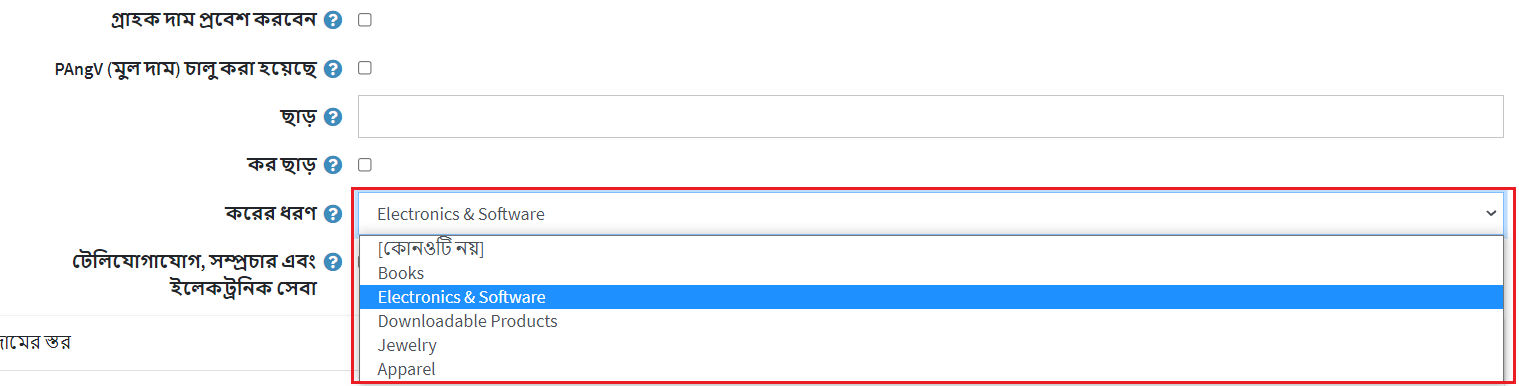 গ্রাহক দাম প্রবেশ করবেন
PAngV (মুল দাম) চালু করা হয়েছে
ছাড়
কর ছাড়
করের ধরণ Electronics & Software
[কোনওটি নয়]
Books
Electronics & Software
Downloadable Products
Jewelry
Apparel
টেলিযোগাযোগ, সম্প্রচার এবং
ইলেকট্রনিক সেবা
দামের স্তর